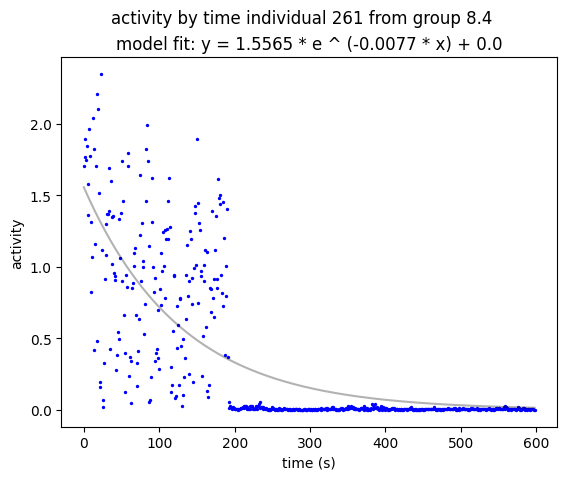 activity by time individual 261 from group 8.4
model fit: y = 1.5565 * e ^ (-0.0077 * x) + 0.0
2.0
1.5
1.0
0.5
0.0
activity
0 100 200 300 400 500 600
time (s)